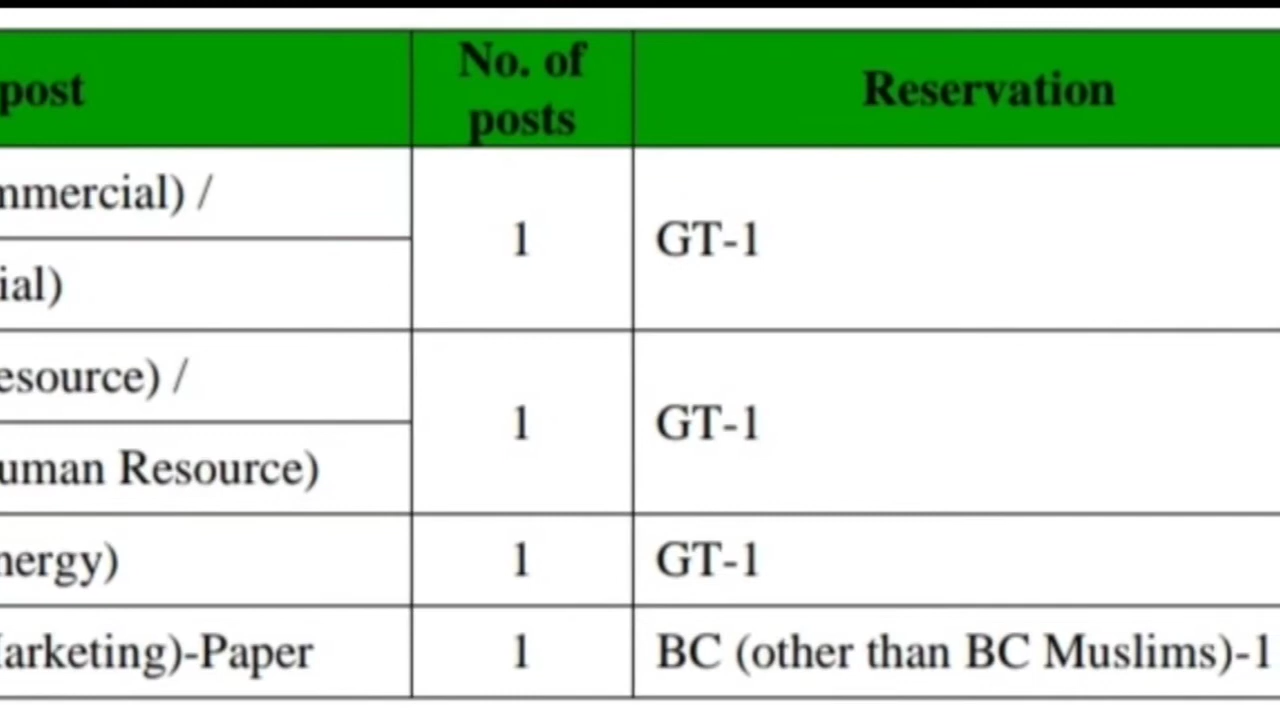 post No. of posts Reservation
mmercial) / 1 GT-1
ial)
esource) / 1 GT-1
uman Resource)
nergy) 1 GT-1
arketing)-Paper 1 BC (other than BC Muslims)-1